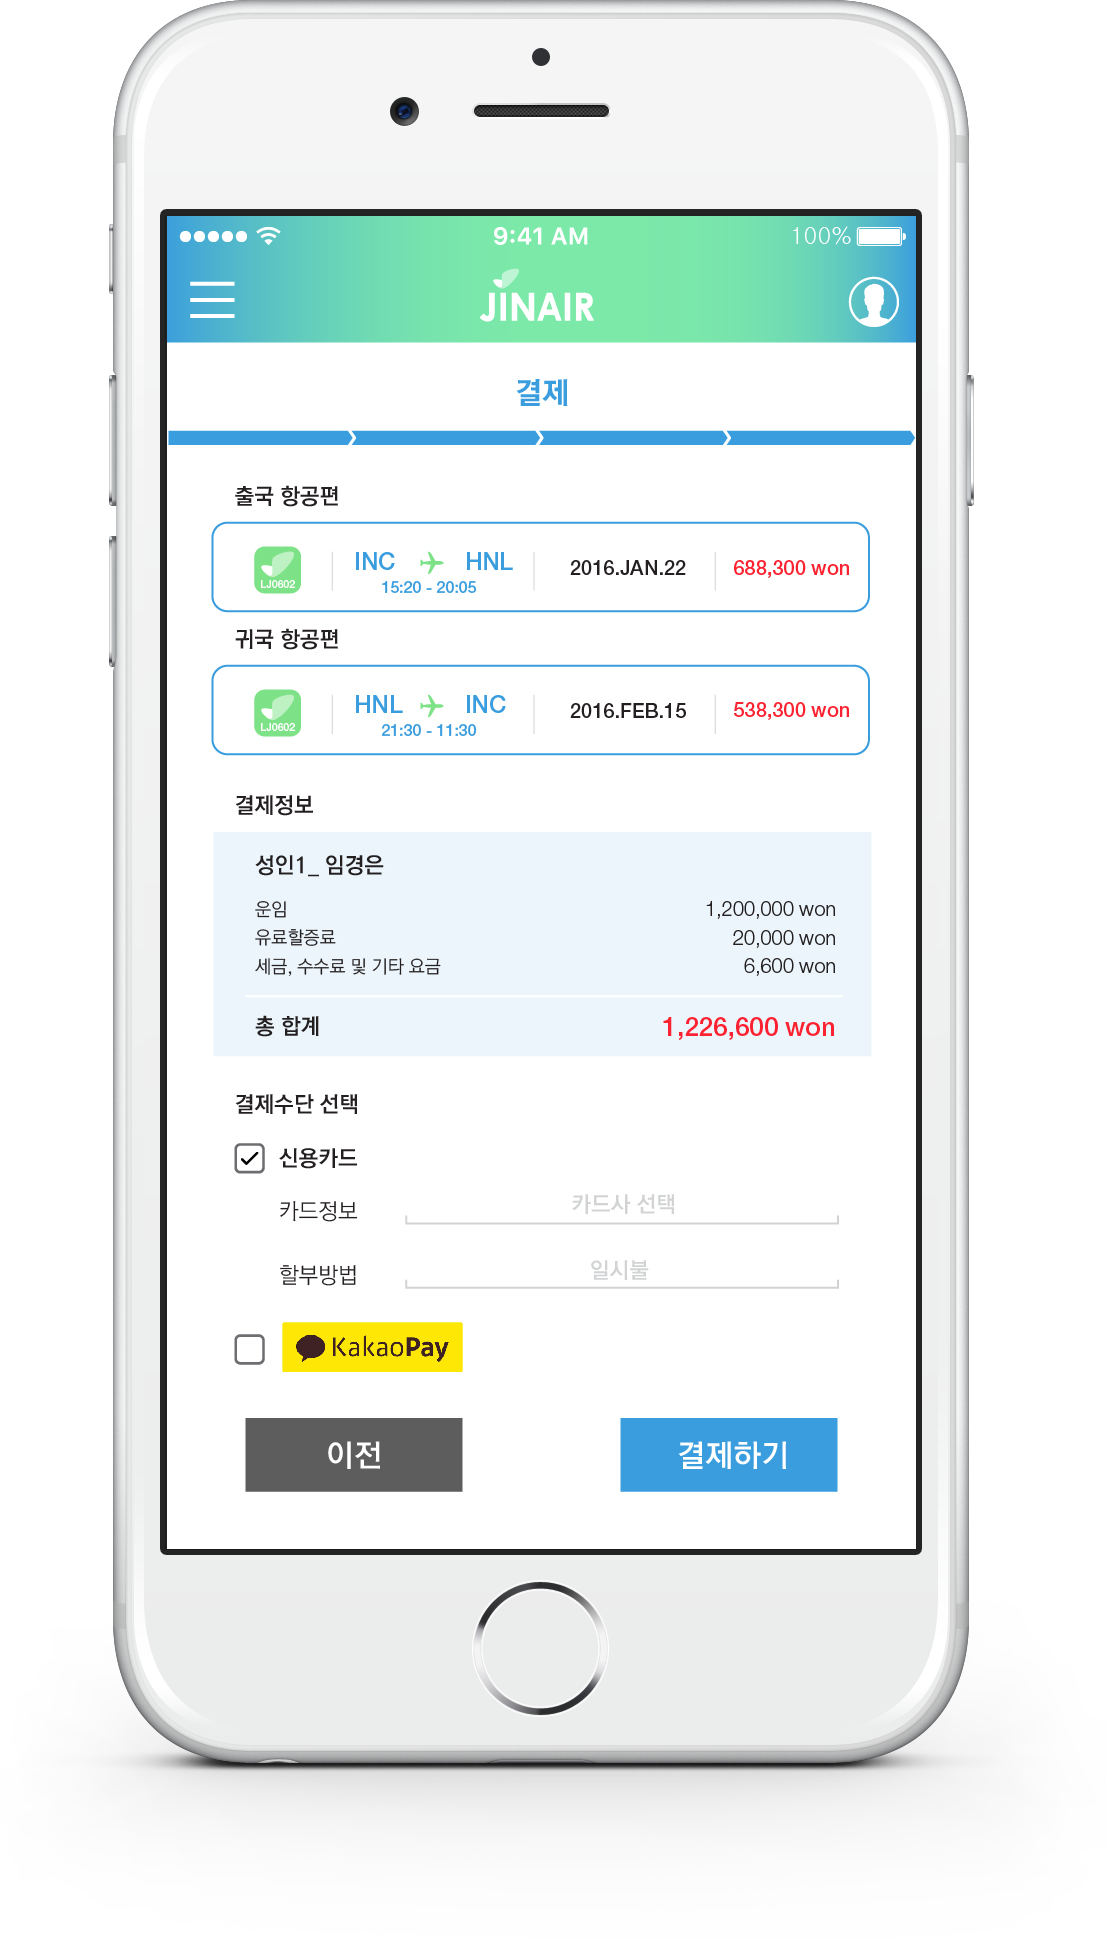 9:41 AM
100%
JINAIR
결제
출국 항공편
INC HNL
LJ0602
15:20 - 20:05
2016.JAN.22
688,300 won
귀국 항공편
HNL INC
LJ0602
21:30 - 11:30
2016.FEB.15
538,300 won
결제정보
성인1_ 임경은
운임 1,200,000 won
유료할증료 20,000 won
세금, 수수료 및 기타 요금 6,600 won
총 합계 1,226,600 won
결제수단 선택
신용카드
카드정보 카드사 선택
할부방법 일시불
KakaoPay
이전 결제하기